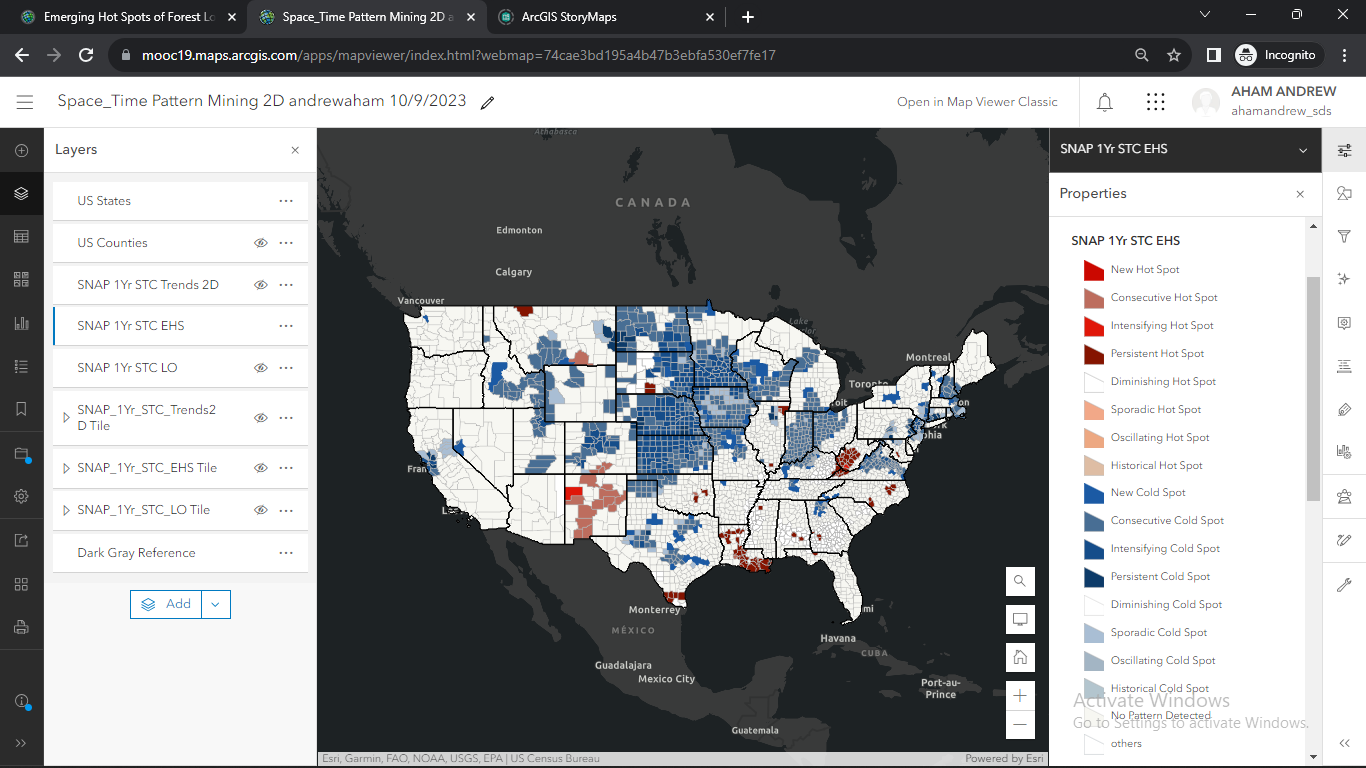 Emerging Hot Spots of Forest Lo
Space_Time Pattern Mining 2D a
ArcGIS StoryMaps
mooc19.maps.arcgis.com/apps/mapviewer/index.html?webmap=74cae3bd195a4b47b3ebfa530ef7fe17
Incognito
Space_Time Pattern Mining 2D andrewaham 10/9/2023
Open in Map Viewer Classic
AHAM ANDREW
ahamandrew_sds
Layers
US States
US Counties
SNAP 1Yr STC Trends 2D
SNAP 1Yr STC EHS
SNAP 1Yr STC LO
SNAP_1Yr_STC_Trends2
D Tile
SNAP_1Yr_STC_EHS Tile
SNAP_1Yr_STC_LO Tile
Dark Gray Reference
Add
Athabasca
CANADA
Edmonton
Calgary
Vancouver
Lake
Montreal
Toronto
oit
on
rk
phia
Fran
L
Monterrey
mi
MÉXICO
Havana
CUBA
Guadalajara
Mexico City
Port-au-
Prince
Guatemala
Esri, Garmin, FAO, NOAA, USGS, EPA | US Census Bureau
Powered by Esri
SNAP 1Yr STC EHS
Properties
SNAP 1Yr STC EHS
New Hot Spot
Consecutive Hot Spot
Intensifying Hot Spot
Persistent Hot Spot
Diminishing Hot Spot
Sporadic Hot Spot
Oscillating Hot Spot
Historical Hot Spot
New Cold Spot
Consecutive Cold Spot
Intensifying Cold Spot
Persistent Cold Spot
Diminishing Cold Spot
Sporadic Cold Spot
Oscillating Cold Spot
Historical Cold Spot
No Pattern Detected
others
Activate Windows
Go to Settings to activate Windows.